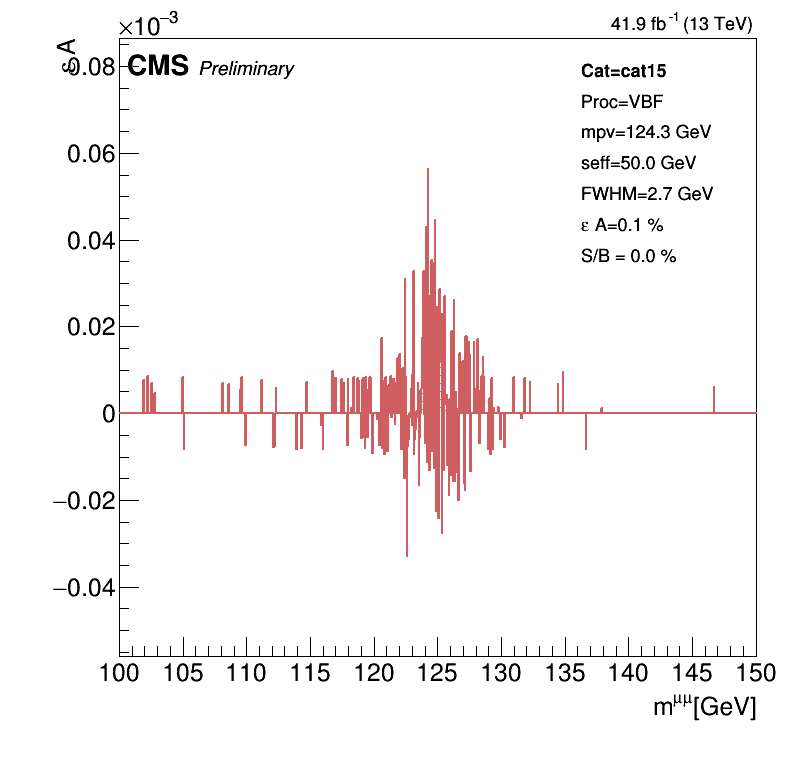 ×10⁻³
41.9 fb⁻¹ (13 TeV)
ε A
CMS Preliminary
Cat=cat15
Proc=VBF
mpv=124.3 GeV
seff=50.0 GeV
FWHM=2.7 GeV
ε A=0.1 %
S/B = 0.0 %
0.08
0.06
0.04
0.02
0
−0.02
−0.04
100 105 110 115 120 125 130 135 140 145 150
m^μμ[GeV]